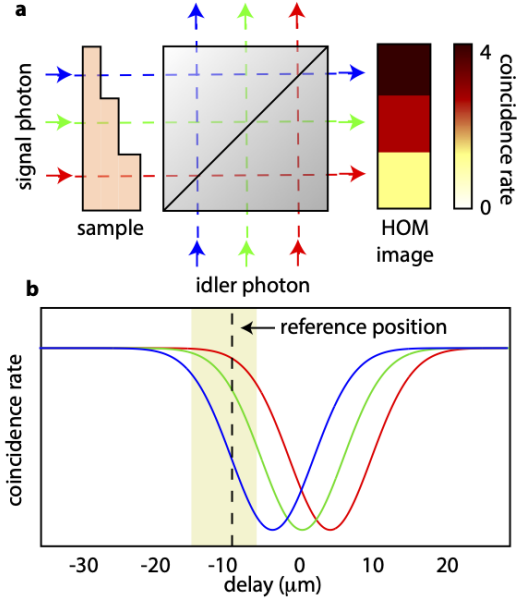 a
signal photon
sample
idler photon
HOM
image
4
0
coincidence rate
b
reference position
coincidence rate
-30
-20
-10
0
10
20
delay (μm)